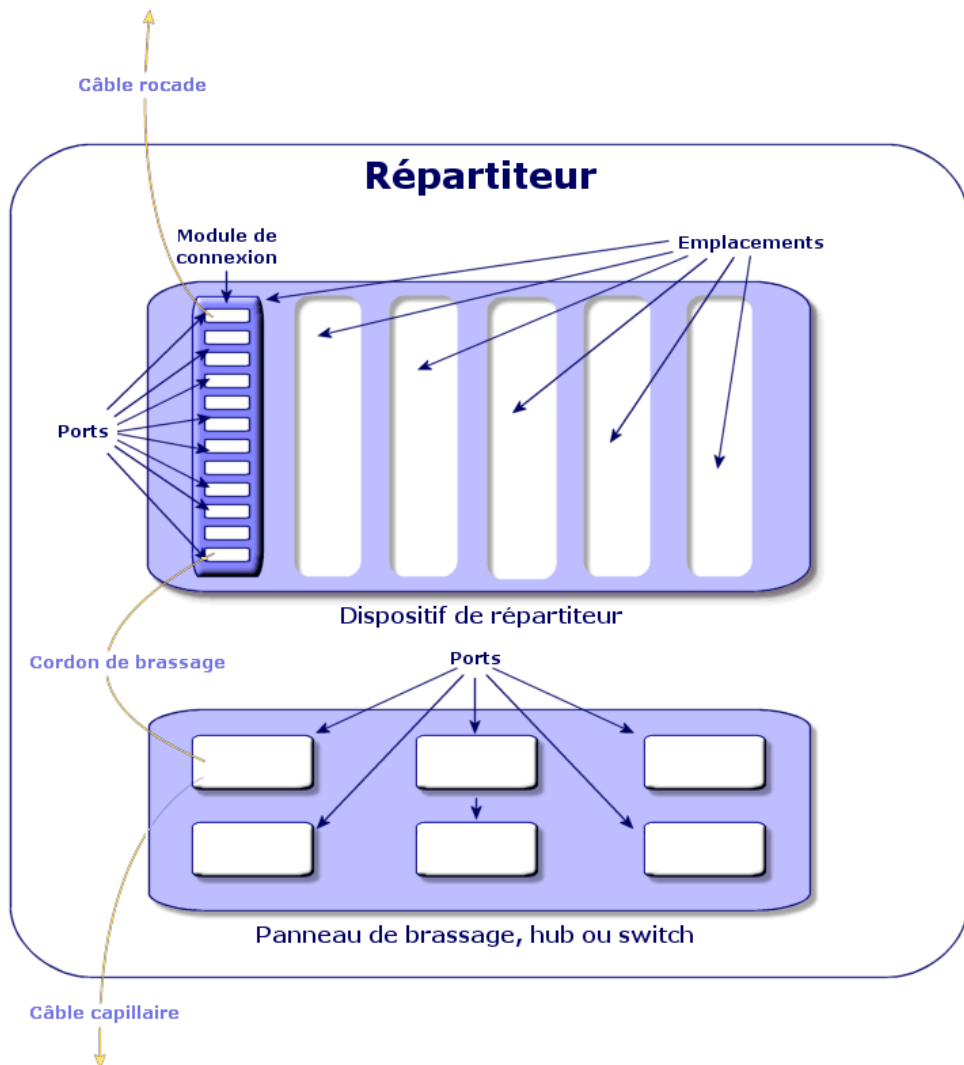 Câble rocade
Répartiteur
Module de
connexion
Emplacements
Ports
Dispositif de répartiteur
Cordon de brassage
Ports
Panneau de brassage, hub ou switch
Câble capillaire